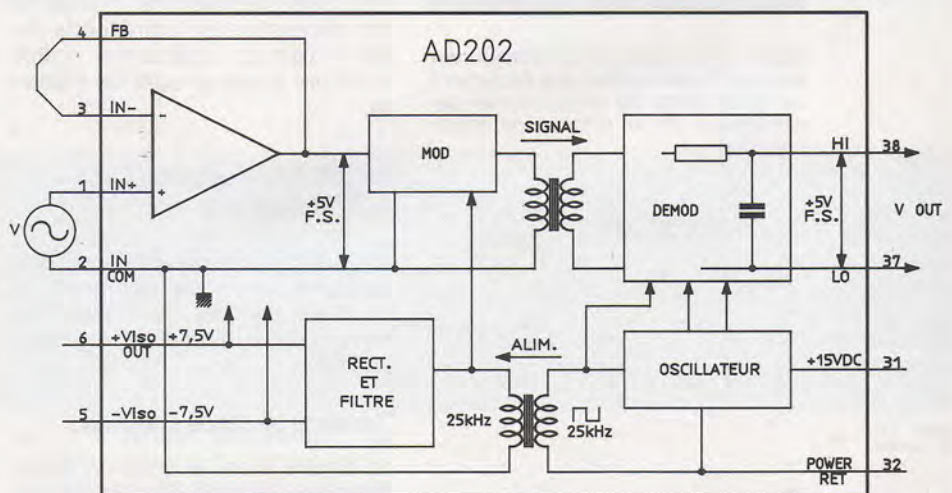 AD202
4 FB
3 IN-
-
1 IN+
+
V
2 IN
COM
+5V
F.S.
MOD
SIGNAL
DEMOD
HI 38
+5V
F.S.
V OUT
37
LO
6 +Viso +7,5V
OUT
5 -Viso -7,5V
RECT.
ET
FILTRE
ALIM.
25kHz
25kHz
OSCILLATEUR
+15VDC 31
POWER 32
RET